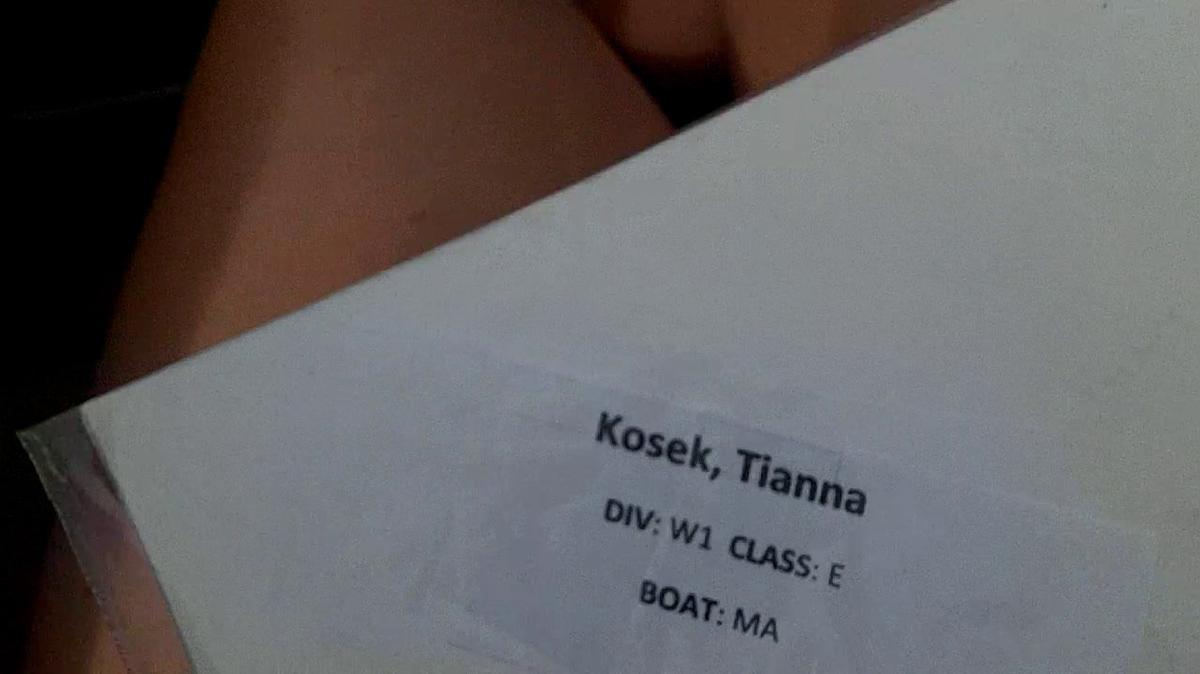 Kosek, Tianna
DIV: W1 CLASS: E
BOAT: MA